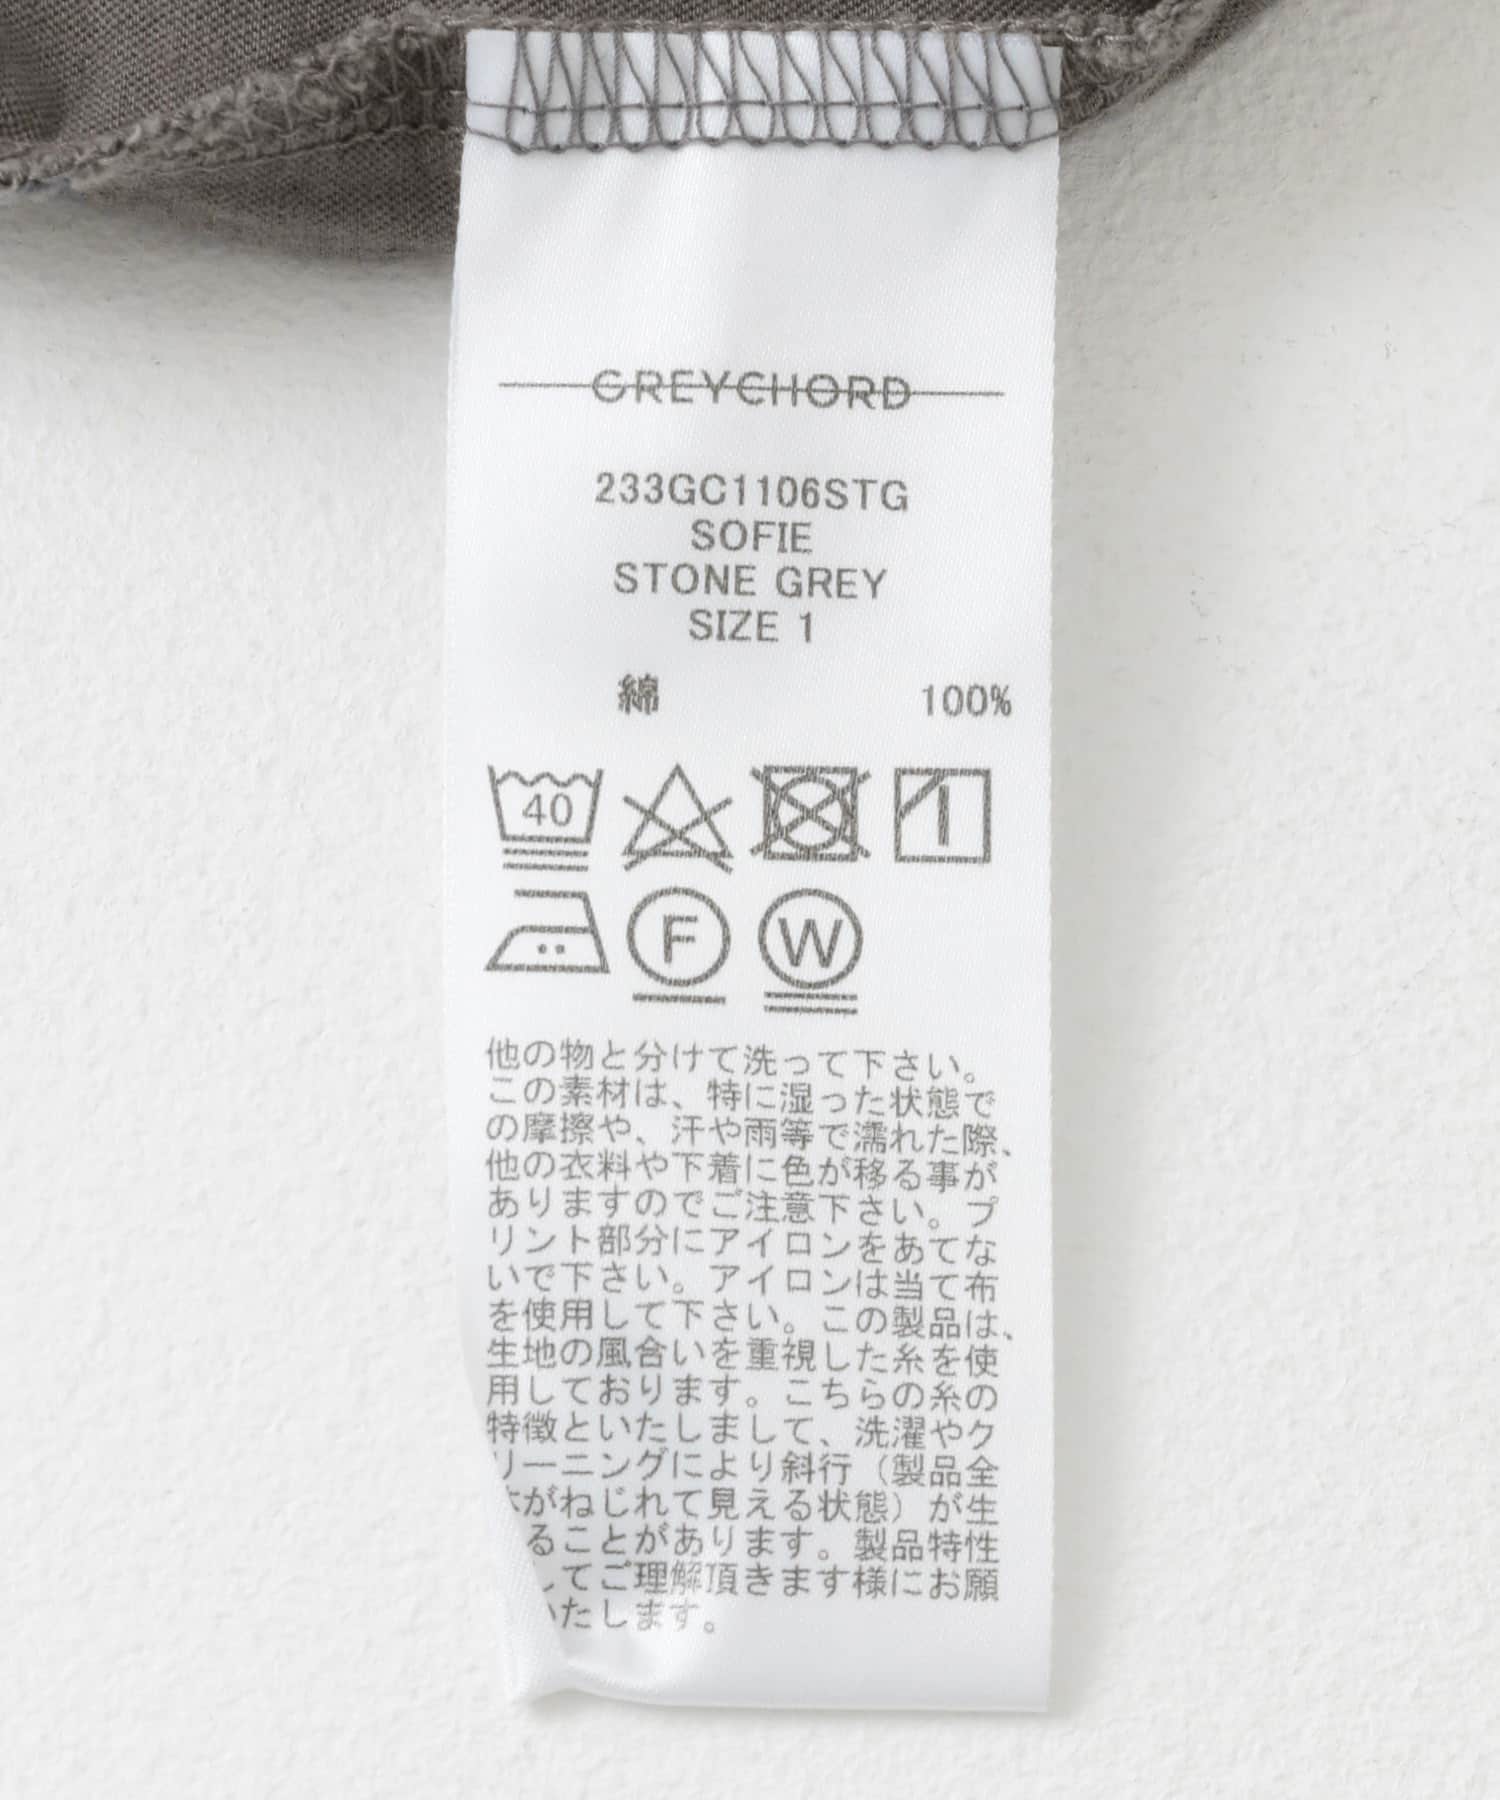 GREYCHORD
233GC1106STG
SOFIE
STONE GREY
SIZE 1
綿 100%
40
F W
他の物と分けて洗って下さい。
この素材は、特に湿った状態で
の摩擦や、汗や雨等で濡れた際、
他の衣料や下着に色が移る事が
ありますのでご注意下さい。プ
リント部分にアイロンをあてな
いで下さい。アイロンは当て布
を使用して下さい。この製品は、
生地の風合いを重視した糸を使
用しております。こちらの糸の
特徴といたしまして、洗濯やク
リーニングにより斜行（製品全
体がねじれて見える状態）が生
ることがあります。製品特性
してご理解頂きます様にお願
いたします。